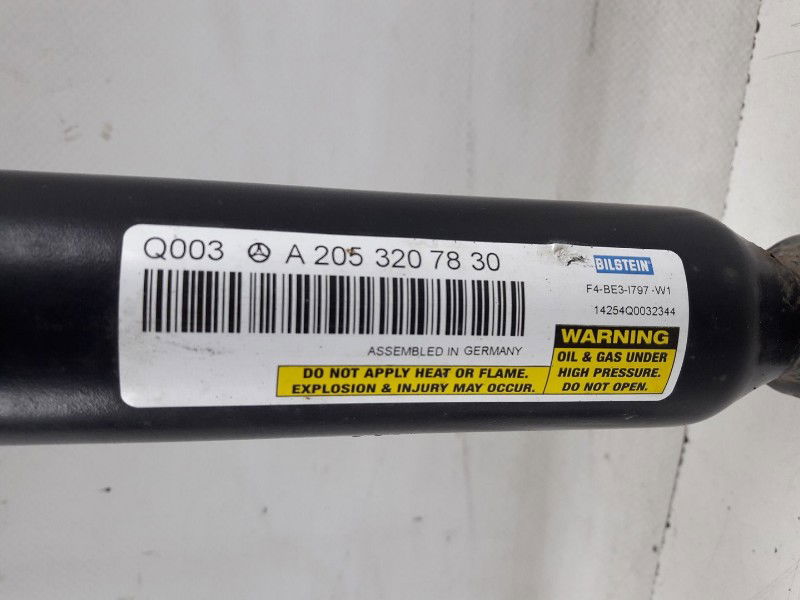 Q003 A 205 320 78 30
BILSTEIN
F4-BE3-I797-W1
14254Q0032344
ASSEMBLED IN GERMANY
WARNING
OIL & GAS UNDER
HIGH PRESSURE.
DO NOT OPEN.
DO NOT APPLY HEAT OR FLAME.
EXPLOSION & INJURY MAY OCCUR.